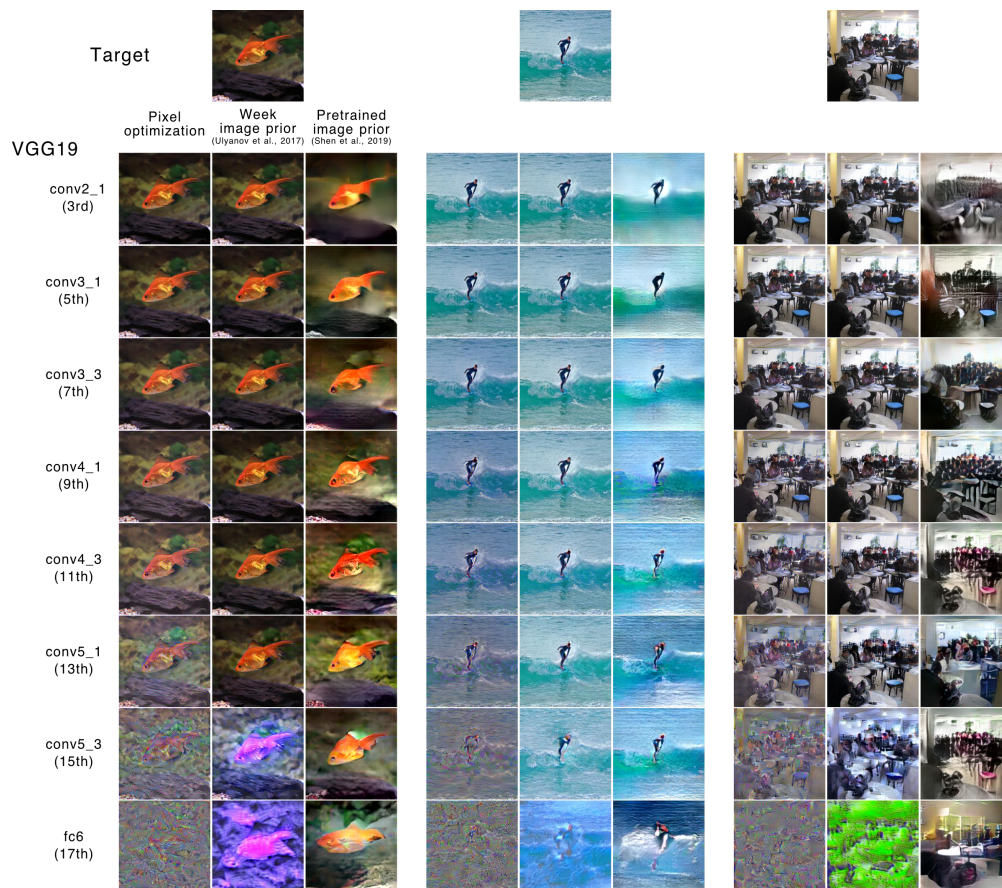 Target
Pixel
optimization
Week
image prior
(Ulyanov et al., 2017)
Pretrained
image prior
(Shen et al., 2019)
VGG19
conv2_1
(3rd)
conv3_1
(5th)
conv3_3
(7th)
conv4_1
(9th)
conv4_3
(11th)
conv5_1
(13th)
conv5_3
(15th)
fc6
(17th)